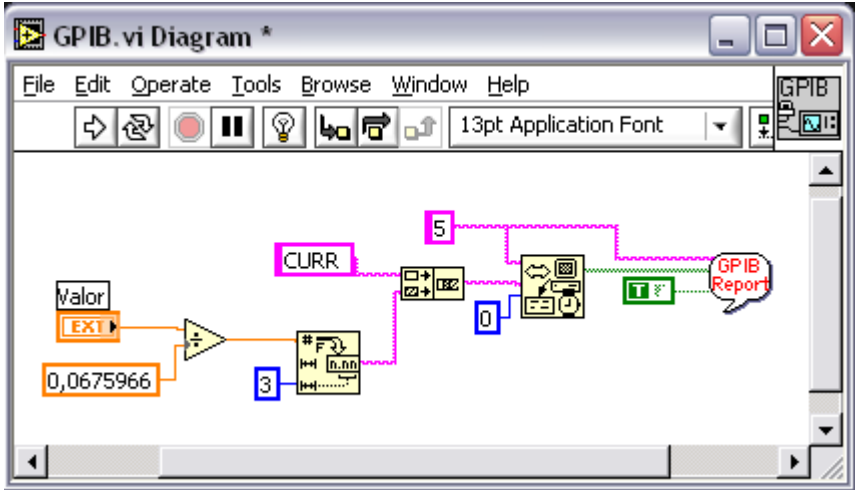 GPIB.vi Diagram *
File Edit Operate Tools Browse Window Help
GPIB
13pt Application Font
5
CURR
GPIB
Report
T F
Valor
0
EXT
# F
n.nn
0,0675966
3